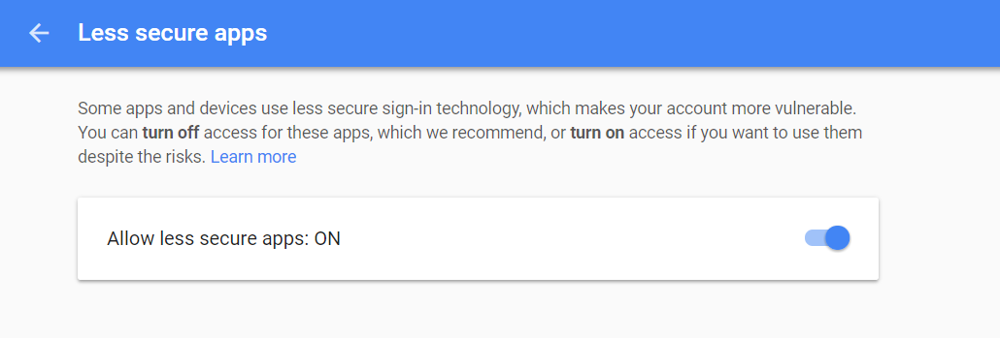 Less secure apps
Some apps and devices use less secure sign-in technology, which makes your account more vulnerable.
You can turn off access for these apps, which we recommend, or turn on access if you want to use them
despite the risks. Learn more
Allow less secure apps: ON